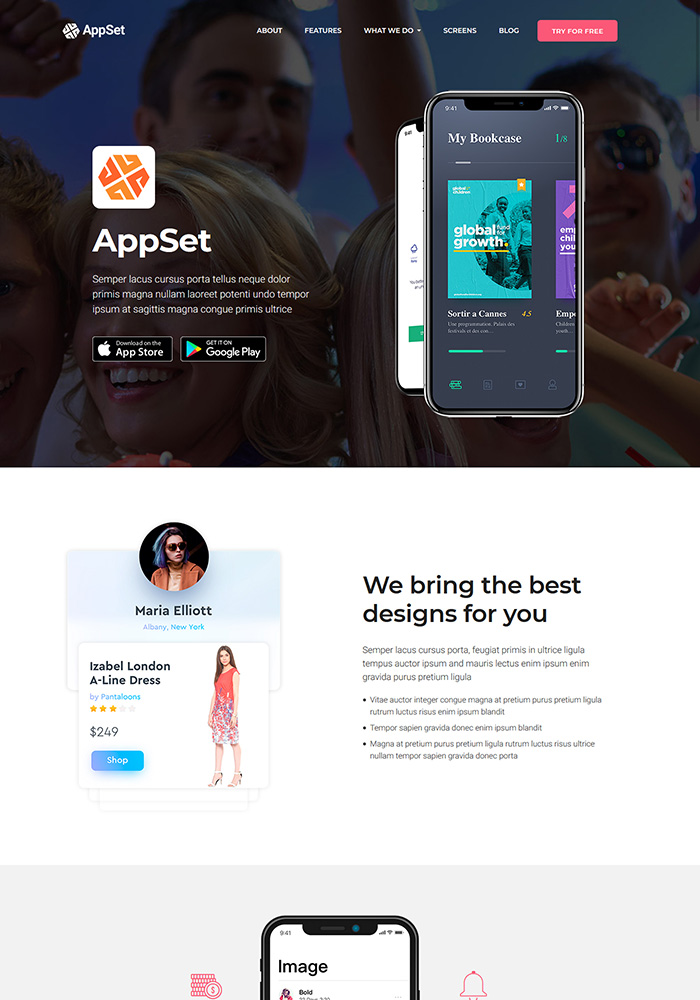 AppSet
ABOUT
FEATURES
WHAT WE DO
SCREENS
BLOG
TRY FOR FREE
AppSet
Semper lacus cursus porta tellus neque dolor
primis magna nullam laoreet potenti undo tempor
ipsum at sagittis magna congue primis ultrice
Download on the
App Store
GET IT ON
Google Play
9:41
My Bookcase
1/8
global
children
global fund for
growth.
Sortir a Cannes
4.5
Une programmation. Palais des
festivals et des con....
Empo
Children
youth....
We bring the best
designs for you
Semper lacus cursus porta, feugiat primis in ultrice ligula
tempus auctor ipsum and mauris lectus enim ipsum enim
gravida purus pretium ligula
• Vitae auctor integer congue magna at pretium purus pretium ligula
rutrum luctus risus enim ipsum blandit
• Tempor sapien gravida donec enim ipsum blandit
• Magna at pretium purus pretium ligula rutrum luctus risus ultrice
nullam tempor sapien gravida donec porta
Maria Elliott
Albany, New York
Izabel London
A-Line Dress
by Pantaloons
$249
Shop
9:41
Image
Bold